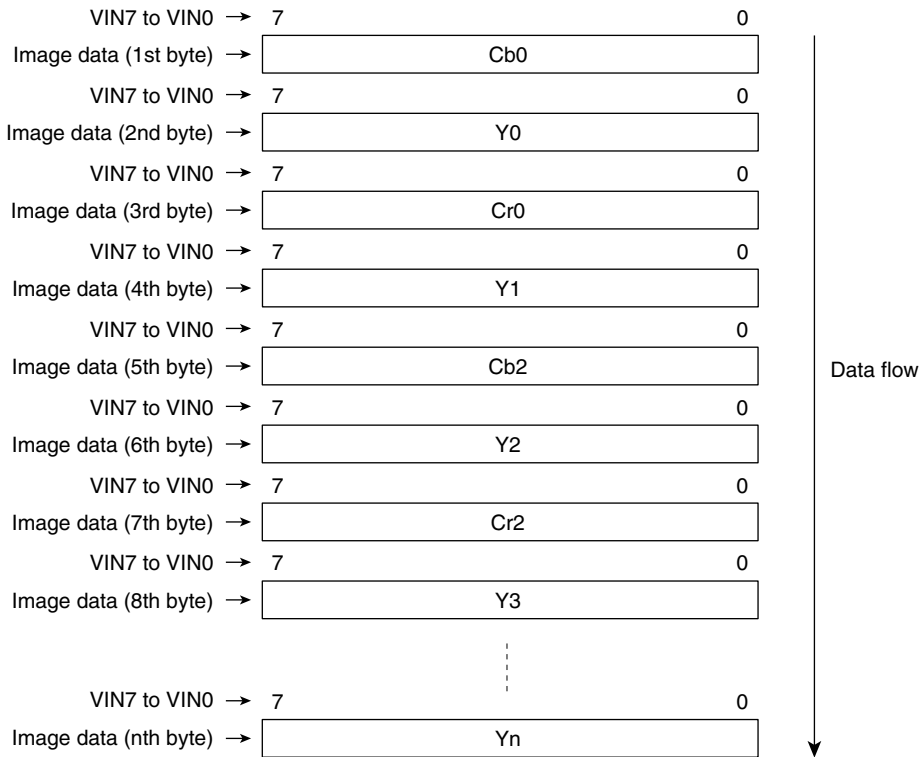 VIN7 to VIN0 → 7 0
Image data (1st byte) → Cb0
VIN7 to VIN0 → 7 0
Image data (2nd byte) → Y0
VIN7 to VIN0 → 7 0
Image data (3rd byte) → Cr0
VIN7 to VIN0 → 7 0
Image data (4th byte) → Y1
VIN7 to VIN0 → 7 0
Image data (5th byte) → Cb2
Data flow
VIN7 to VIN0 → 7 0
Image data (6th byte) → Y2
VIN7 to VIN0 → 7 0
Image data (7th byte) → Cr2
VIN7 to VIN0 → 7 0
Image data (8th byte) → Y3
VIN7 to VIN0 → 7 0
Image data (nth byte) → Yn